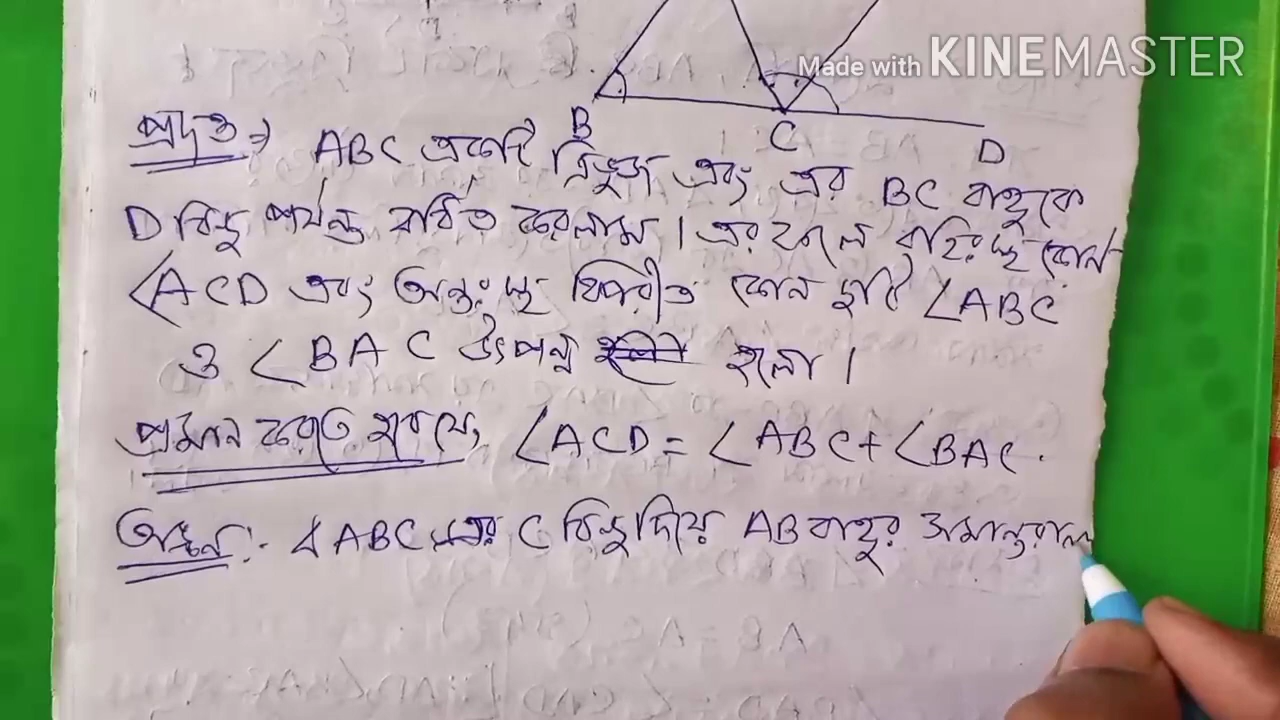 Made with KINEMASTER
B C D
প্রদত্ত → ABC একটি ত্রিভুজ এবং এর BC বাহুকে
D বিন্দু পর্যন্ত বর্ধিত করলাম। এর ফলে বহিঃস্থ কোন
∠ACD এবং অন্তঃস্থ বিপরীত কোন দুটি ∠ABC
ও ∠BAC উৎপন্ন হলো।
প্রমান করতে হবে যে, ∠ACD = ∠ABC + ∠BAC.
অঙ্কন :- ∆ABC এর C বিন্দু দিয়ে AB বাহুর সমান্তরাল